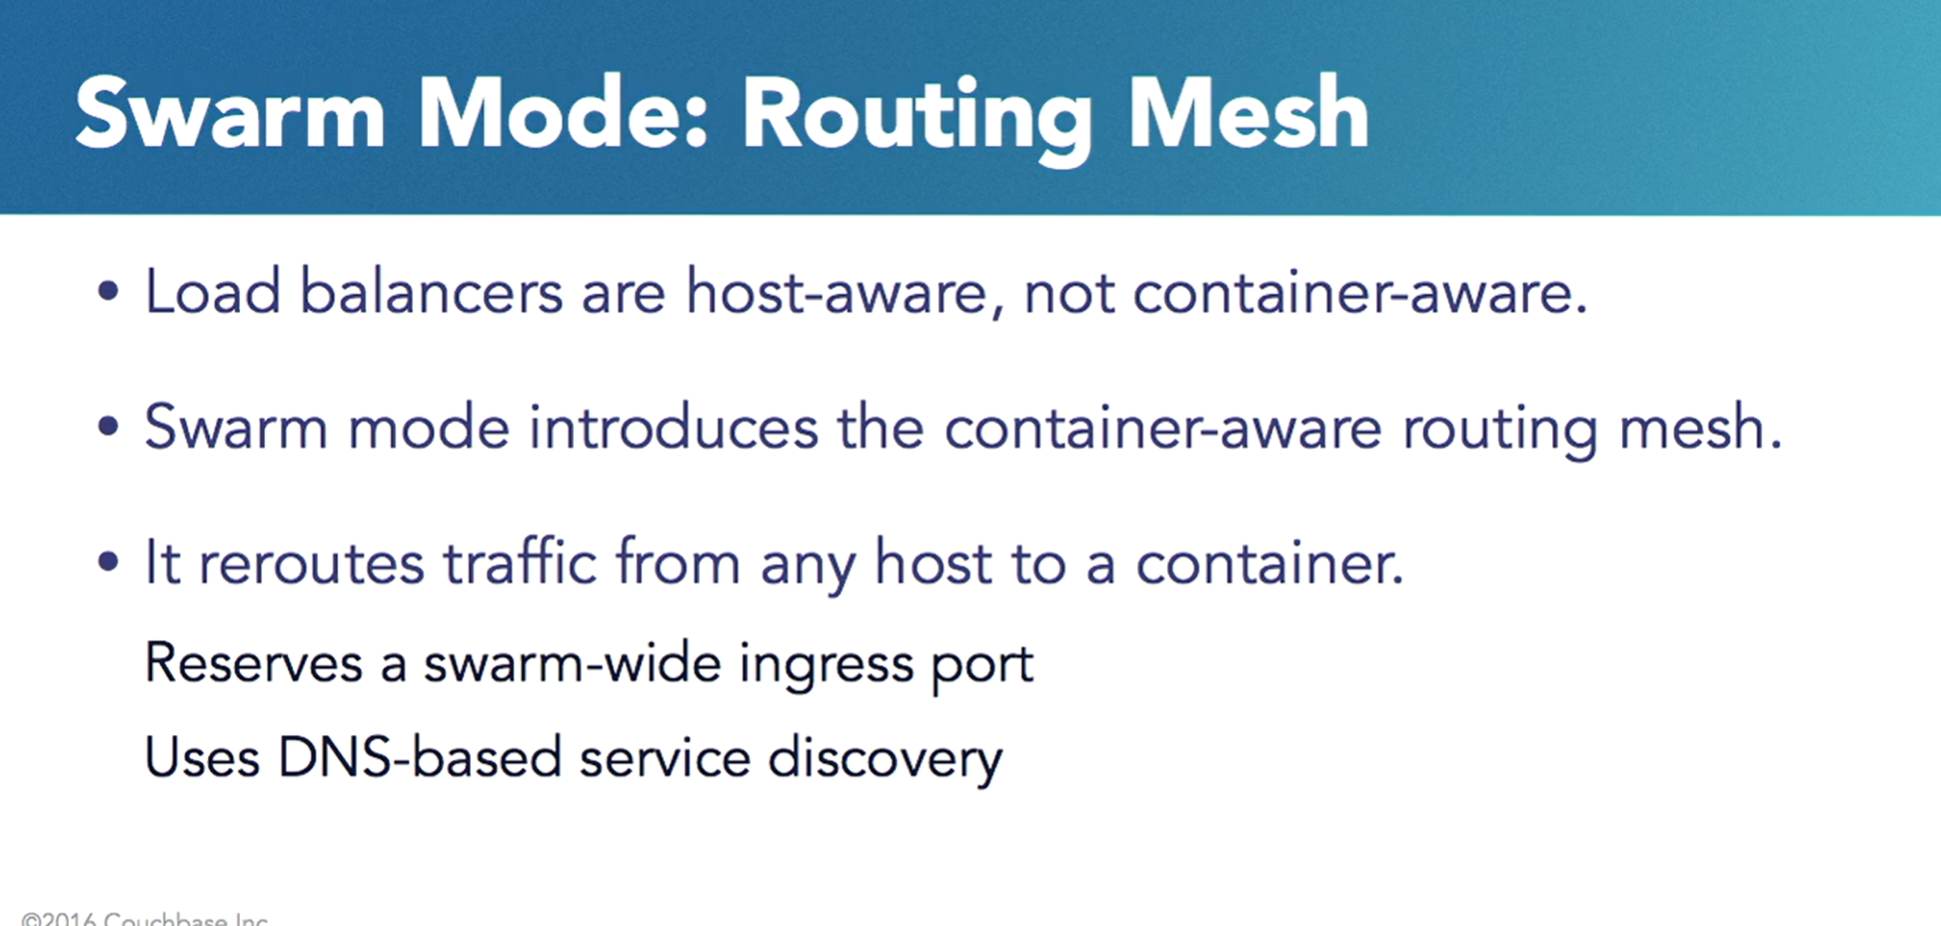 Swarm Mode: Routing Mesh
• Load balancers are host-aware, not container-aware.
• Swarm mode introduces the container-aware routing mesh.
• It reroutes traffic from any host to a container.
Reserves a swarm-wide ingress port
Uses DNS-based service discovery
©2016 Couchbase Inc